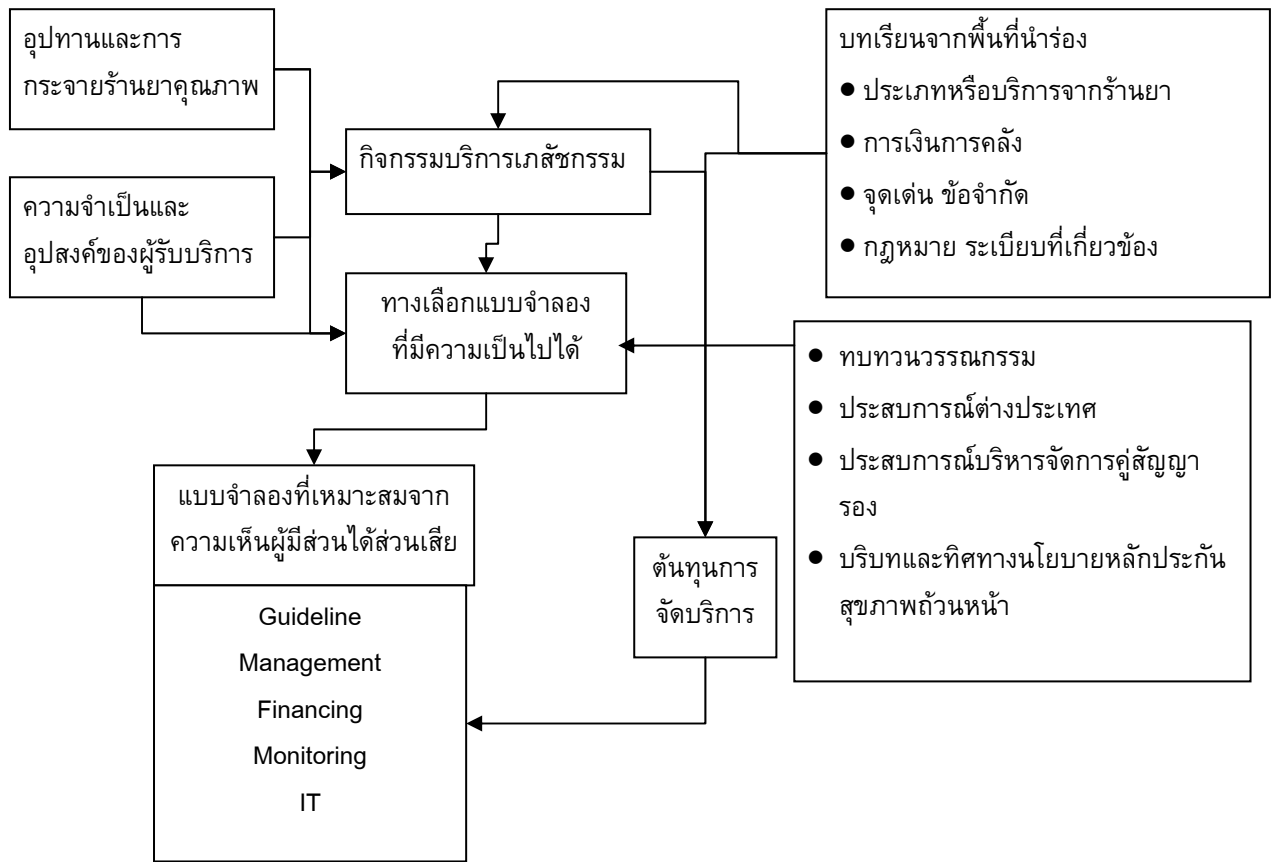 อุปทานและการ
กระจายร้านยาคุณภาพ
ความจำเป็นและ
อุปสงค์ของผู้รับบริการ
กิจกรรมบริการเภสัชกรรม
ทางเลือกแบบจำลอง
ที่มีความเป็นไปได้
แบบจำลองที่เหมาะสมจาก
ความเห็นผู้มีส่วนได้ส่วนเสีย
Guideline
Management
Financing
Monitoring
IT
ต้นทุนการ
จัดบริการ
บทเรียนจากพื้นที่นำร่อง
● ประเภทหรือบริการจากร้านยา
● การเงินการคลัง
● จุดเด่น ข้อจำกัด
● กฎหมาย ระเบียบที่เกี่ยวข้อง
● ทบทวนวรรณกรรม
● ประสบการณ์ต่างประเทศ
● ประสบการณ์บริหารจัดการคู่สัญญา
รอง
● บริบทและทิศทางนโยบายหลักประกัน
สุขภาพถ้วนหน้า